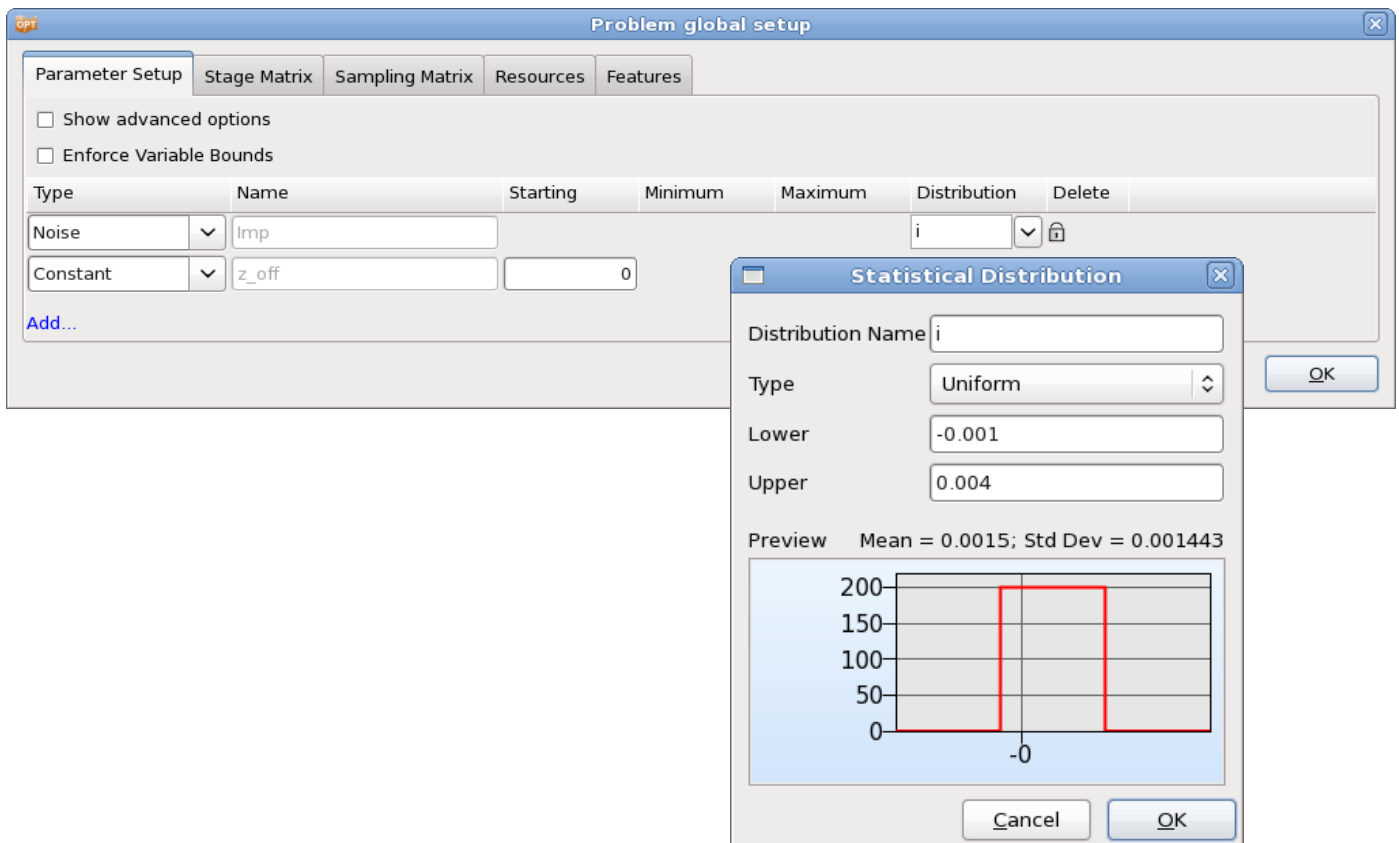 OPT Problem global setup
Parameter Setup Stage Matrix Sampling Matrix Resources Features
Show advanced options
Enforce Variable Bounds
Type Name Starting Minimum Maximum Distribution Delete
Noise Imp i
Constant z_off 0
Add...
OK
Statistical Distribution
Distribution Name i
Type Uniform
Lower -0.001
Upper 0.004
Preview Mean = 0.0015; Std Dev = 0.001443
200
150
100
50
0
-0
Cancel OK